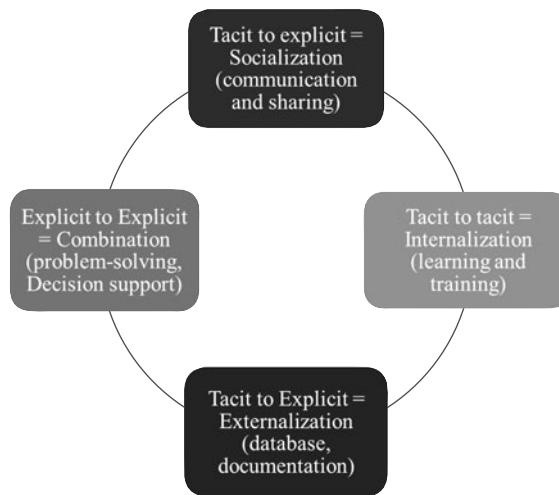 Tacit to explicit =
Socialization
(communication
and sharing)
Explicit to Explicit
= Combination
(problem-solving,
Decision support)
Tacit to tacit =
Internalization
(learning and
training)
Tacit to Explicit =
Externalization
(database,
documentation)